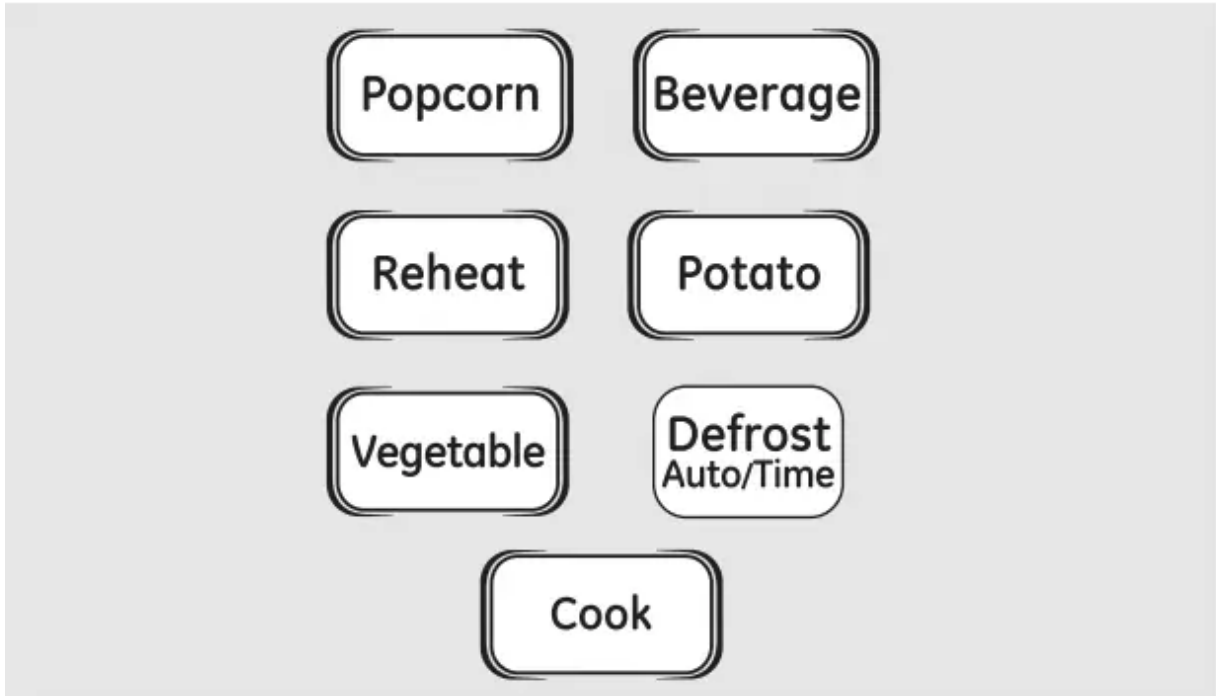 Popcorn
Beverage
Reheat
Potato
Vegetable
Defrost
Auto/Time
Cook